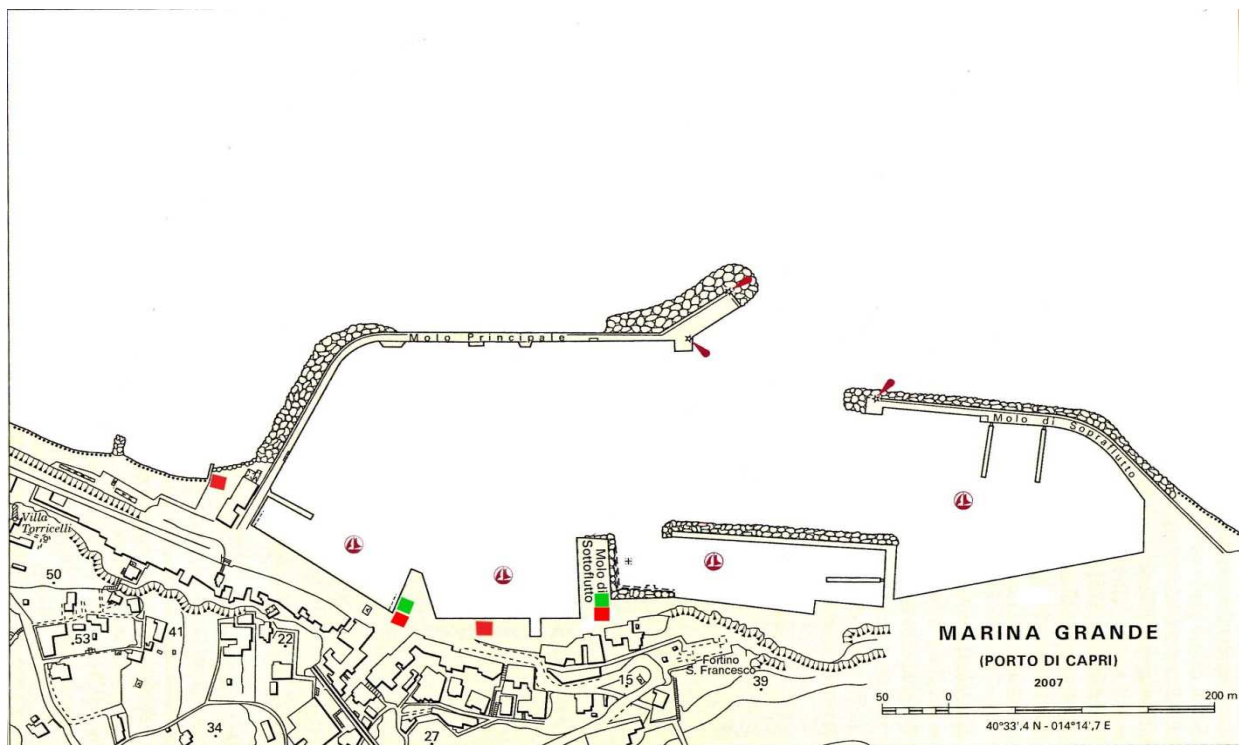 Molo Principale
Molo di Sopraflutto
Villa
Torricelli
Molo di
Sottoflutto
50
53
41
22
34
27
15
39
Fortino
S. Francesco
MARINA GRANDE
(PORTO DI CAPRI)
2007
50 0 200 m
40°33',4 N - 014°14',7 E